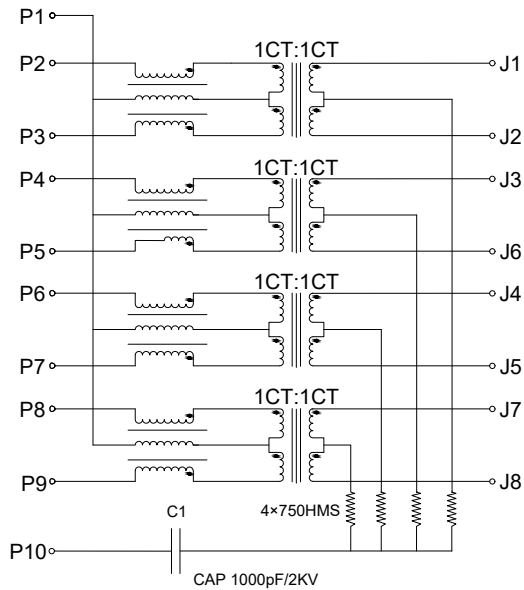 P1
1CT:1CT
P2
J1
P3
J2
1CT:1CT
P4
J3
P5
J6
1CT:1CT
P6
J4
P7
J5
1CT:1CT
P8
J7
P9
J8
C1
4×750HMS
P10
CAP 1000pF/2KV